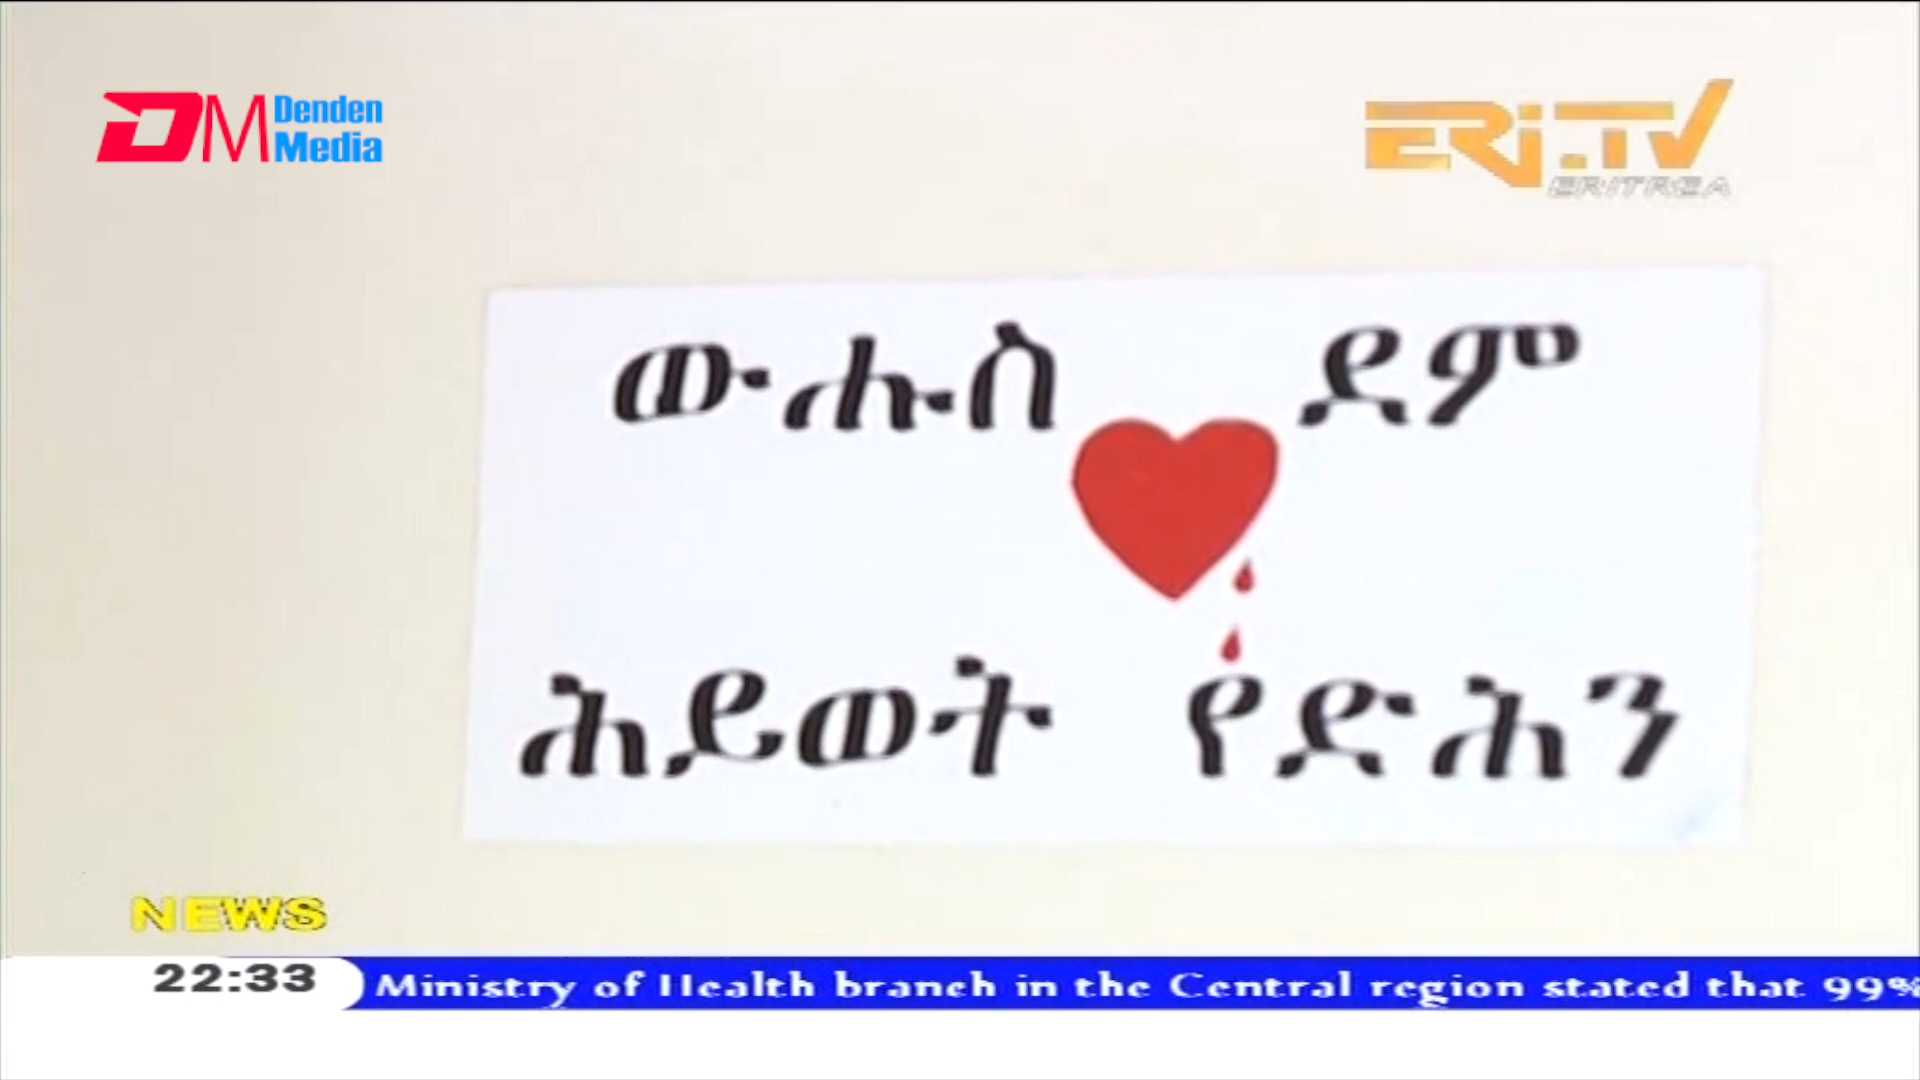 DM Denden Media
ERi.TV
ERITREA
ውሑስ ደም
ሕይወት የድሕን
NEWS
22:33 Ministry of Health branch in the Central region stated that 99%